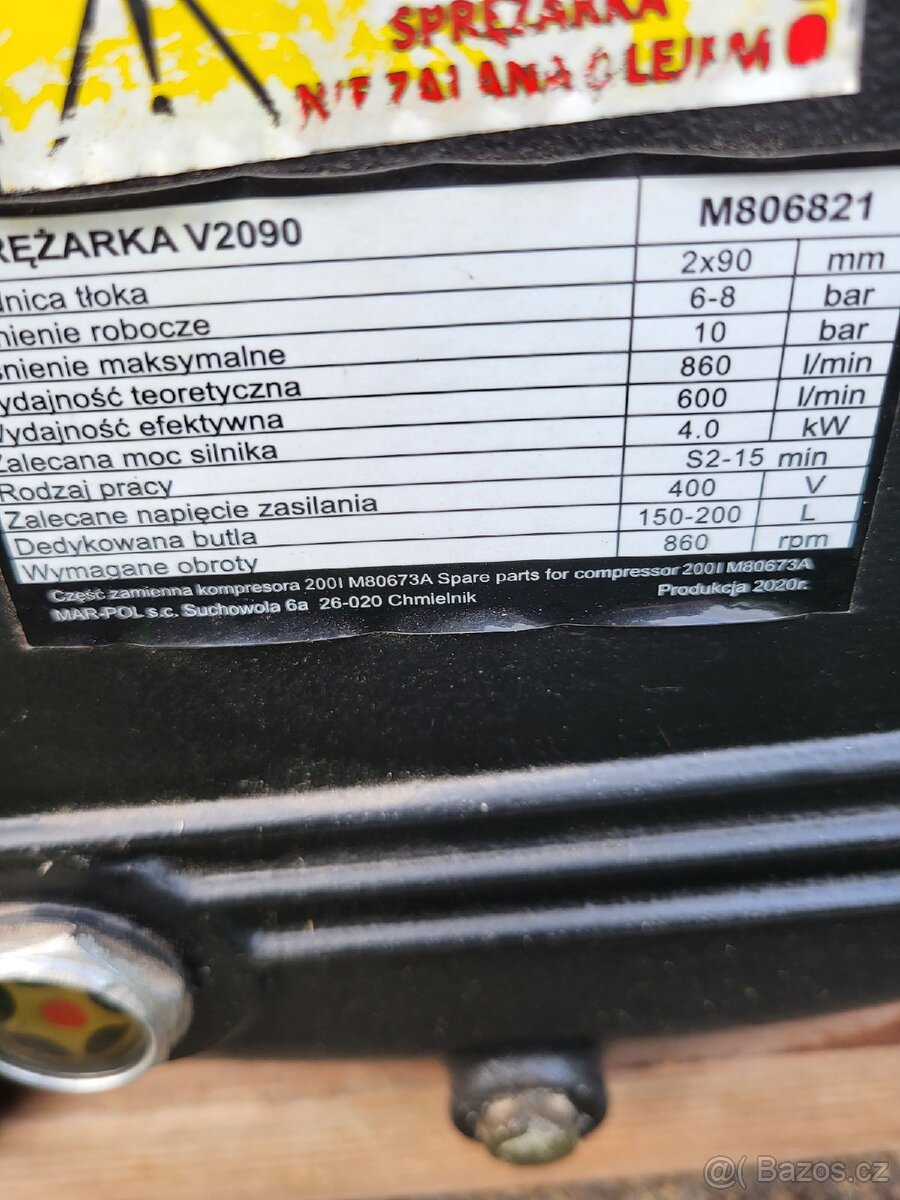 SPRĘŻARKA
NIE ZALANA OLEJEM
RĘŻARKA V2090 M806821
nica tłoka 2x90 mm
nienie robocze 6-8 bar
śnienie maksymalne 10 bar
ydajność teoretyczna 860 l/min
Wydajność efektywna 600 l/min
Zalecana moc silnika 4.0 kW
Rodzaj pracy S2-15 min
Zalecane napięcie zasilania 400 V
Dedykowana butla 150-200 L
Wymagane obroty 860 rpm
Część zamienna kompresora 200l M80673A Spare parts for compressor 200l M80673A
MAR-POL s.c. Suchowola 6a 26-020 Chmielnik Produkcja 2020r.
@( Bazos.cz